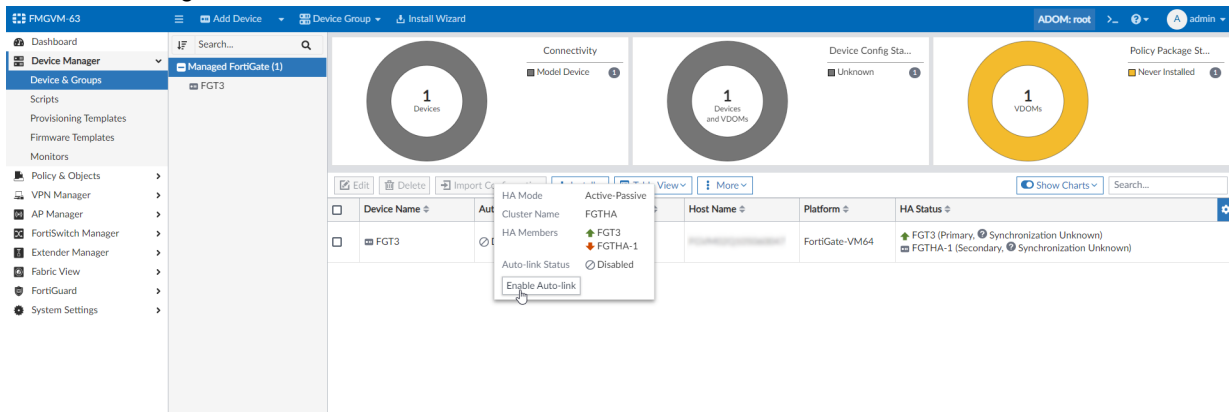 FMGVM-63
Add Device
Device Group
Install Wizard
ADOM: root
>_
?
A
admin
Dashboard
Device Manager
Device & Groups
Scripts
Provisioning Templates
Firmware Templates
Monitors
Policy & Objects
VPN Manager
AP Manager
FortiSwitch Manager
Extender Manager
Fabric View
FortiGuard
System Settings
Search...
Managed FortiGate (1)
FGT3
1
Devices
Connectivity
Model Device 1
1
Devices
and VDOMs
Device Config Sta...
Unknown 1
1
VDOMs
Policy Package St...
Never Installed 1
Edit
Delete
Import
View
More
Show Charts
Search...
Device Name
Host Name
Platform
HA Status
FGT3
FortiGate-VM64
FGT3 (Primary, Synchronization Unknown)
FGTHA-1 (Secondary, Synchronization Unknown)
HA Mode Active-Passive
Cluster Name FGTHA
HA Members FGT3
FGTHA-1
Auto-link Status Disabled
Enable Auto-link